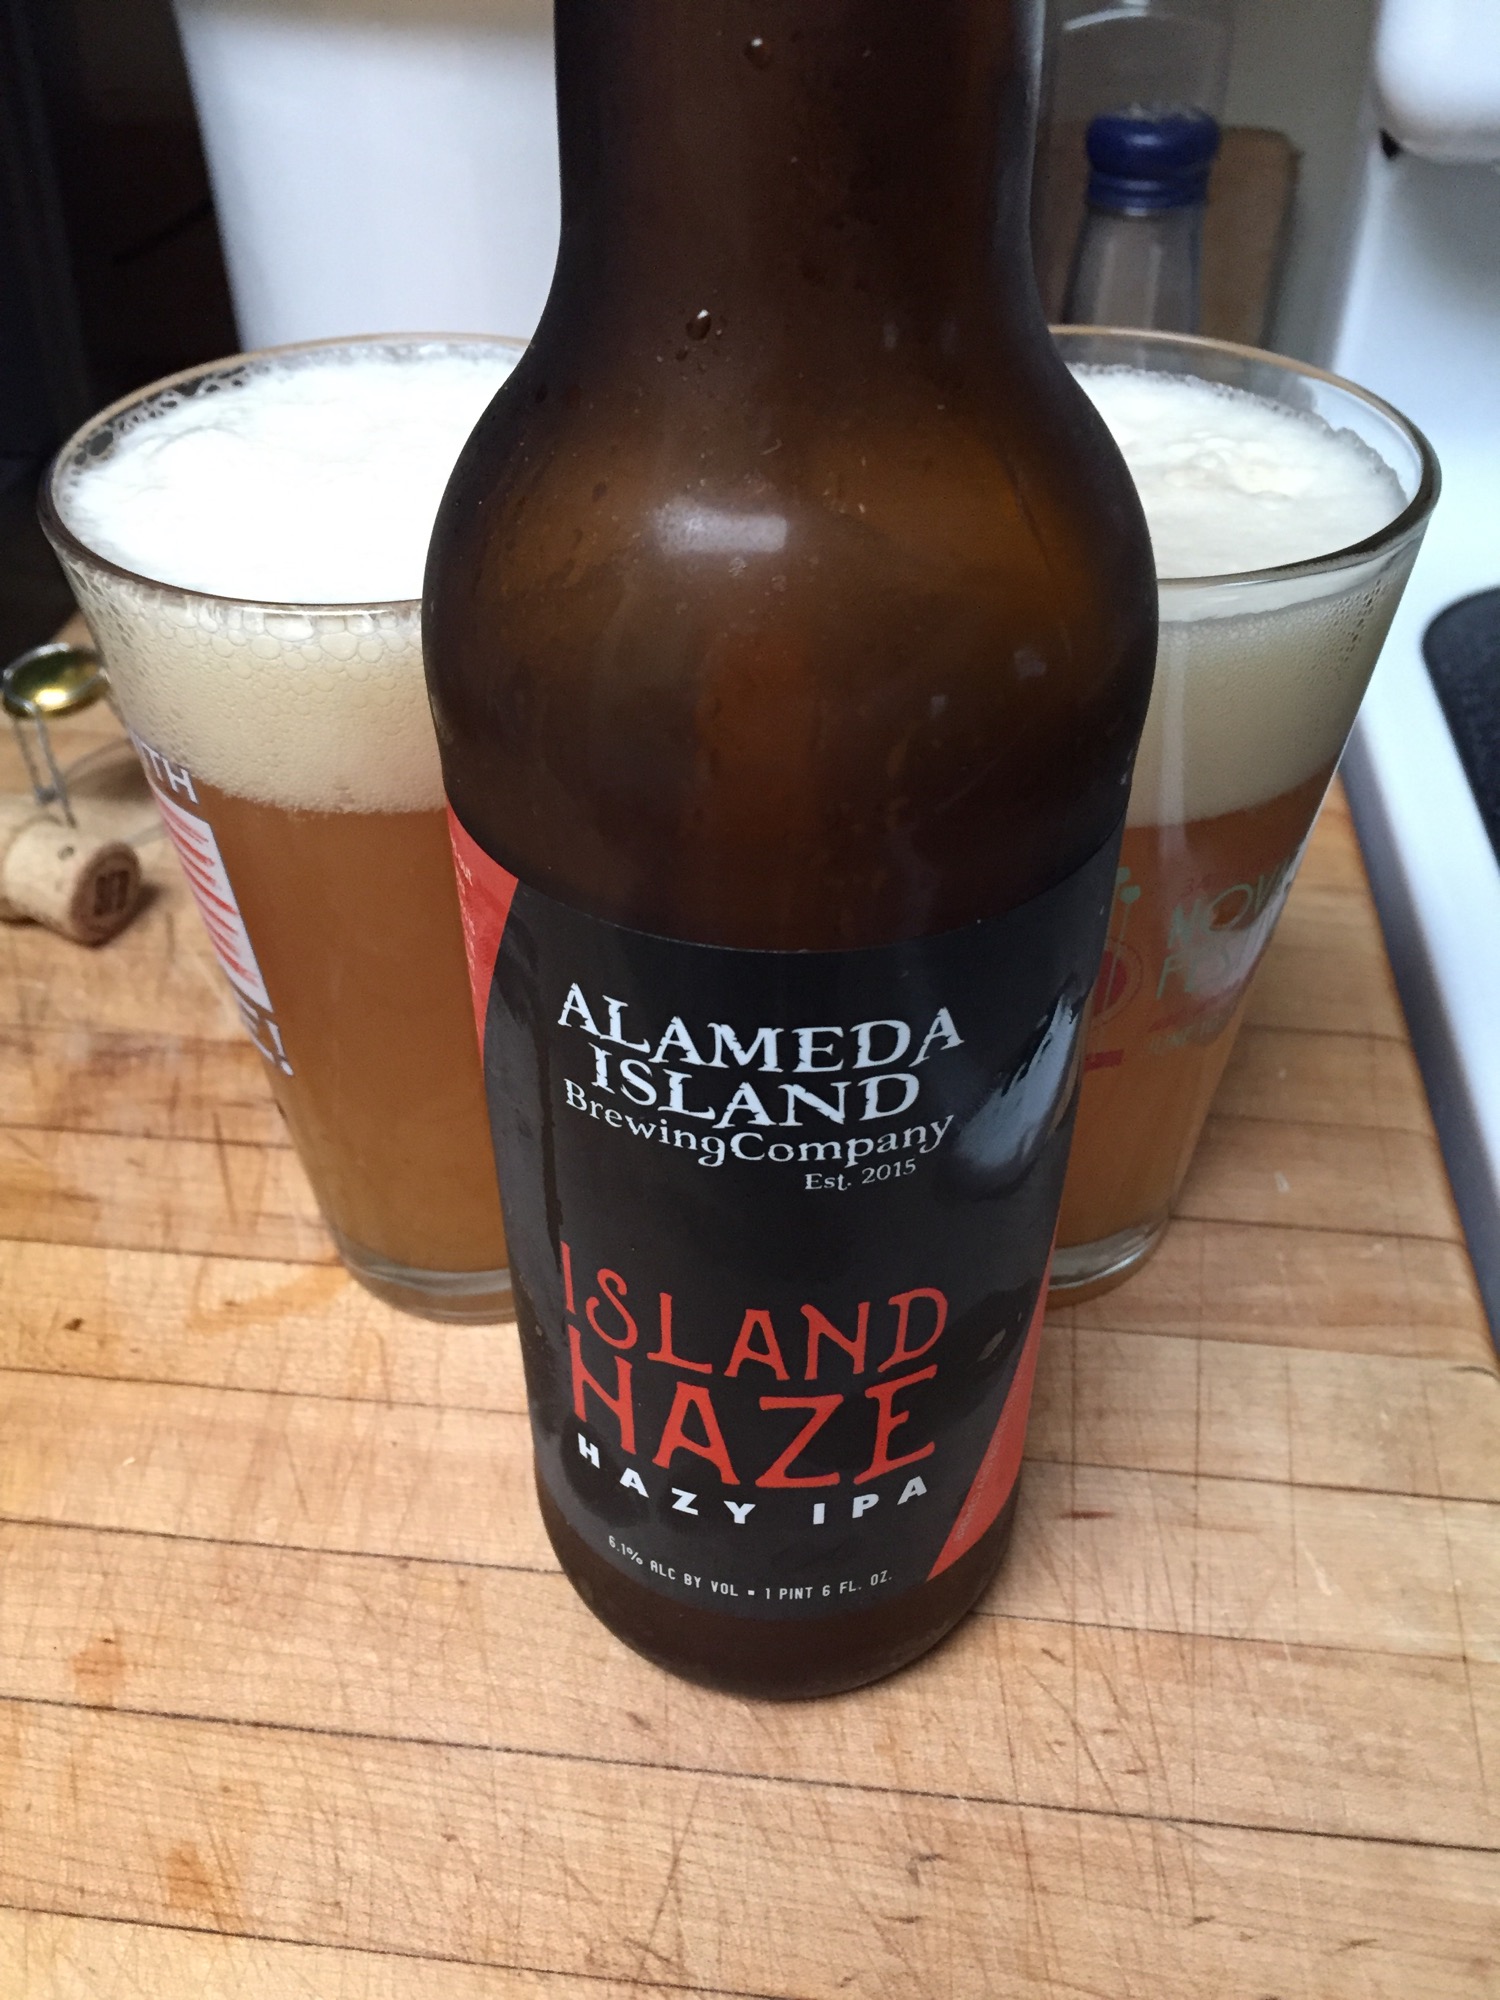 ALAMEDA
ISLAND
BrewingCompany
Est. 2015
ISLAND
HAZE
HAZY IPA
6.1% ALC BY VOL ▪ 1 PINT 6 FL. OZ.